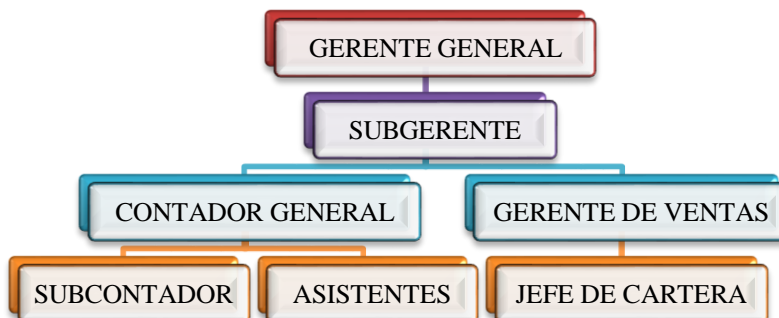 GERENTE GENERAL
SUBGERENTE
CONTADOR GENERAL
GERENTE DE VENTAS
SUBCONTADOR
ASISTENTES
JEFE DE CARTERA